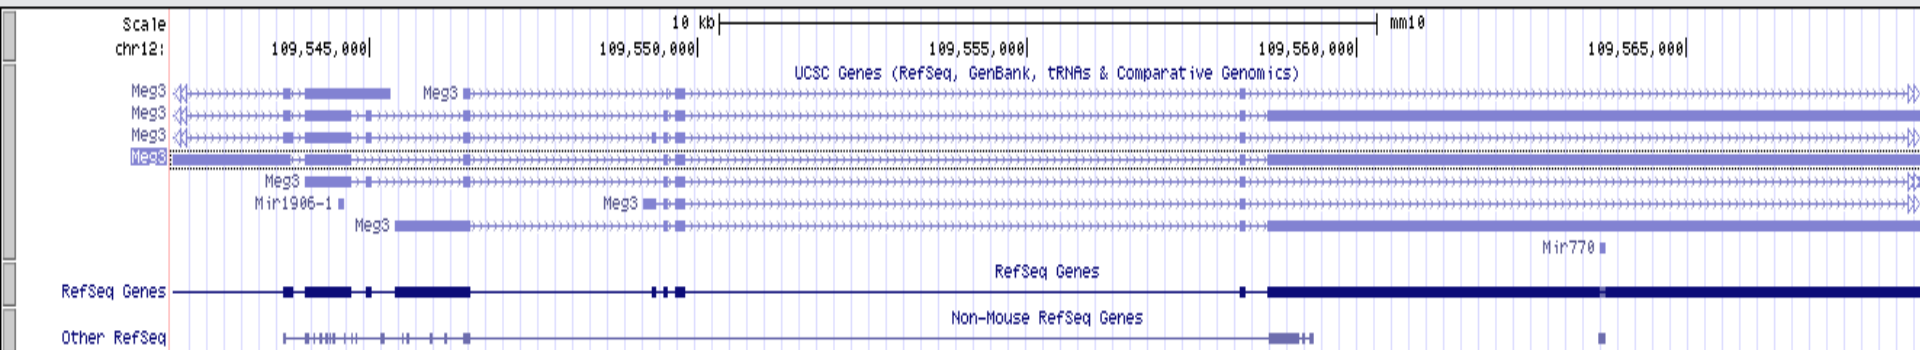 Scale 10 kb mm10
chr12: 109,545,000 109,550,000 109,555,000 109,560,000 109,565,000
UCSC Genes (RefSeq, GenBank, tRNAs & Comparative Genomics)
Meg3 Meg3
Meg3
Meg3
Meg3
Meg3
Mir1906-1 Meg3
Meg3
Mir770
RefSeq Genes
RefSeq Genes
Non-Mouse RefSeq Genes
Other RefSeq